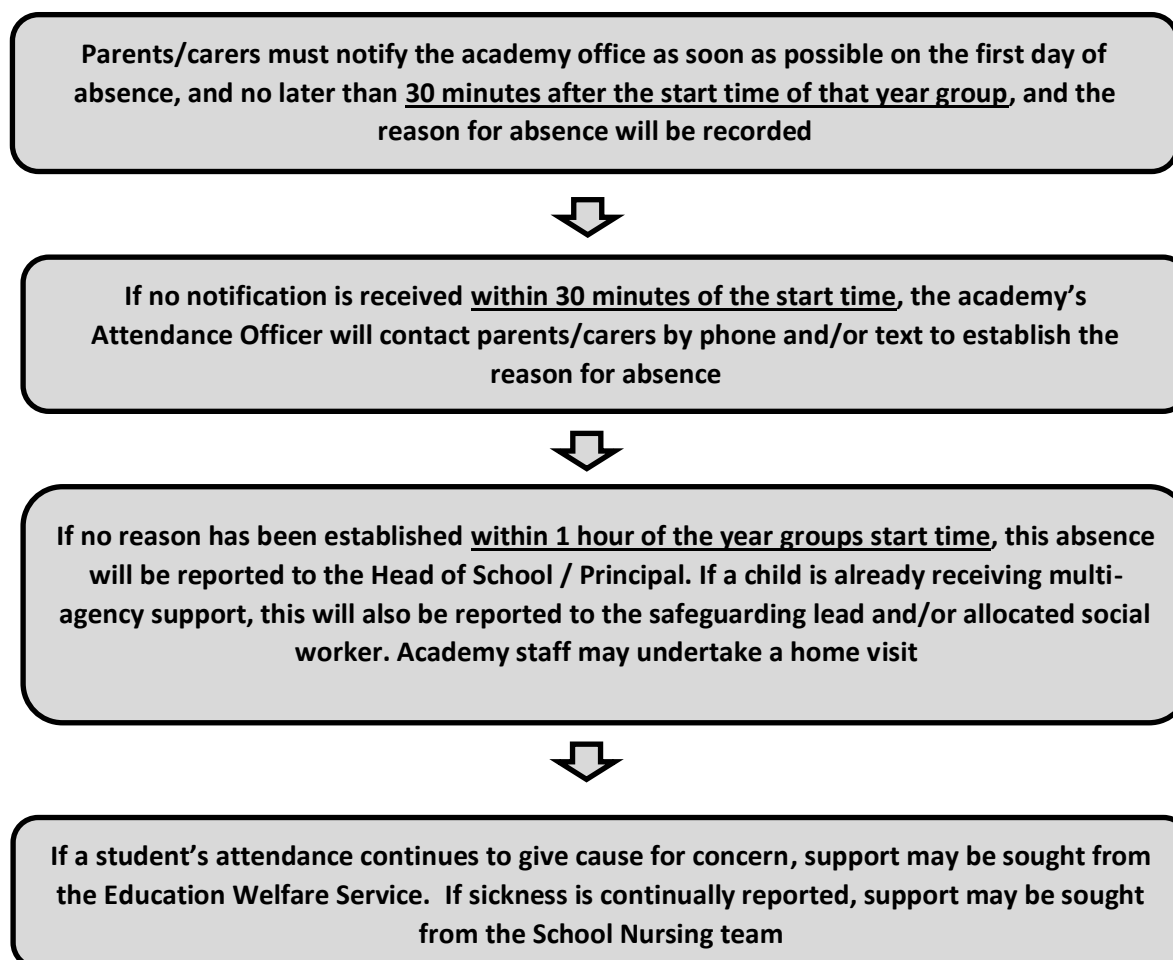 Parents/carers must notify the academy office as soon as possible on the first day of
absence, and no later than 30 minutes after the start time of that year group, and the
reason for absence will be recorded
If no notification is received within 30 minutes of the start time, the academy’s
Attendance Officer will contact parents/carers by phone and/or text to establish the
reason for absence
If no reason has been established within 1 hour of the year groups start time, this absence
will be reported to the Head of School / Principal. If a child is already receiving multi-
agency support, this will also be reported to the safeguarding lead and/or allocated social
worker. Academy staff may undertake a home visit
If a student’s attendance continues to give cause for concern, support may be sought from
the Education Welfare Service.  If sickness is continually reported, support may be sought
from the School Nursing team